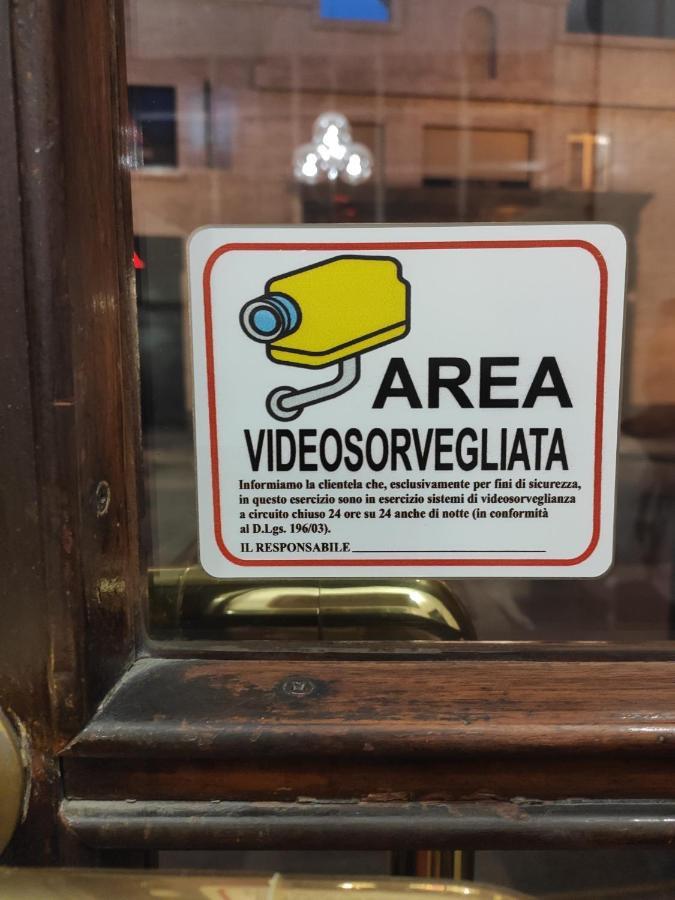 AREA
VIDEOSORVEGLIATA
Informiamo la clientela che, esclusivamente per fini di sicurezza,
in questo esercizio sono in esercizio sistemi di videosorveglianza
a circuito chiuso 24 ore su 24 anche di notte (in conformità
al D.Lgs. 196/03).
IL RESPONSABILE